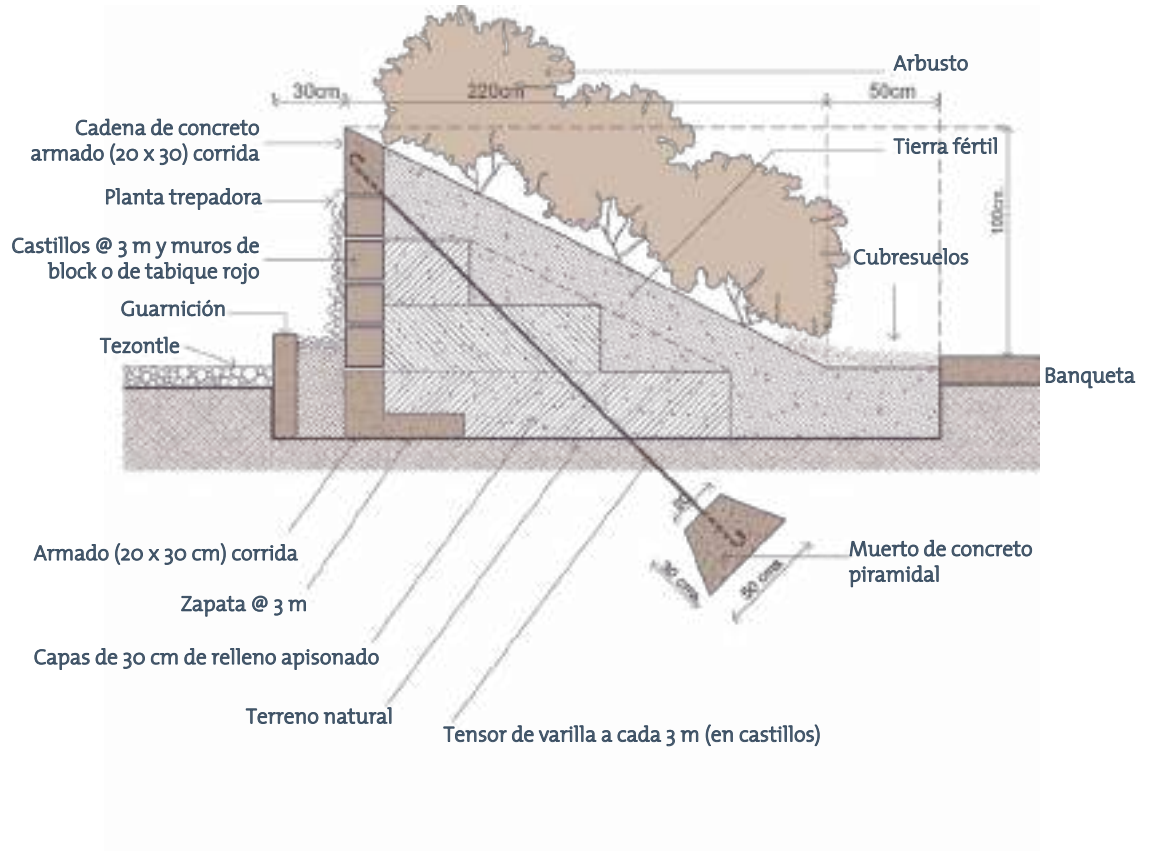 Arbusto
30cm
220cm
50cm
Cadena de concreto
armado (20 x 30) corrida
Tierra fértil
Planta trepadora
100cm.
Castillos @ 3 m y muros de
block o de tabique rojo
Cubresuelos
Guarnición
Tezontle
Banqueta
30
Armado (20 x 30 cm) corrida
Muerto de concreto
piramidal
30 cms.
50 cms.
Zapata @ 3 m
Capas de 30 cm de relleno apisonado
Terreno natural
Tensor de varilla a cada 3 m (en castillos)